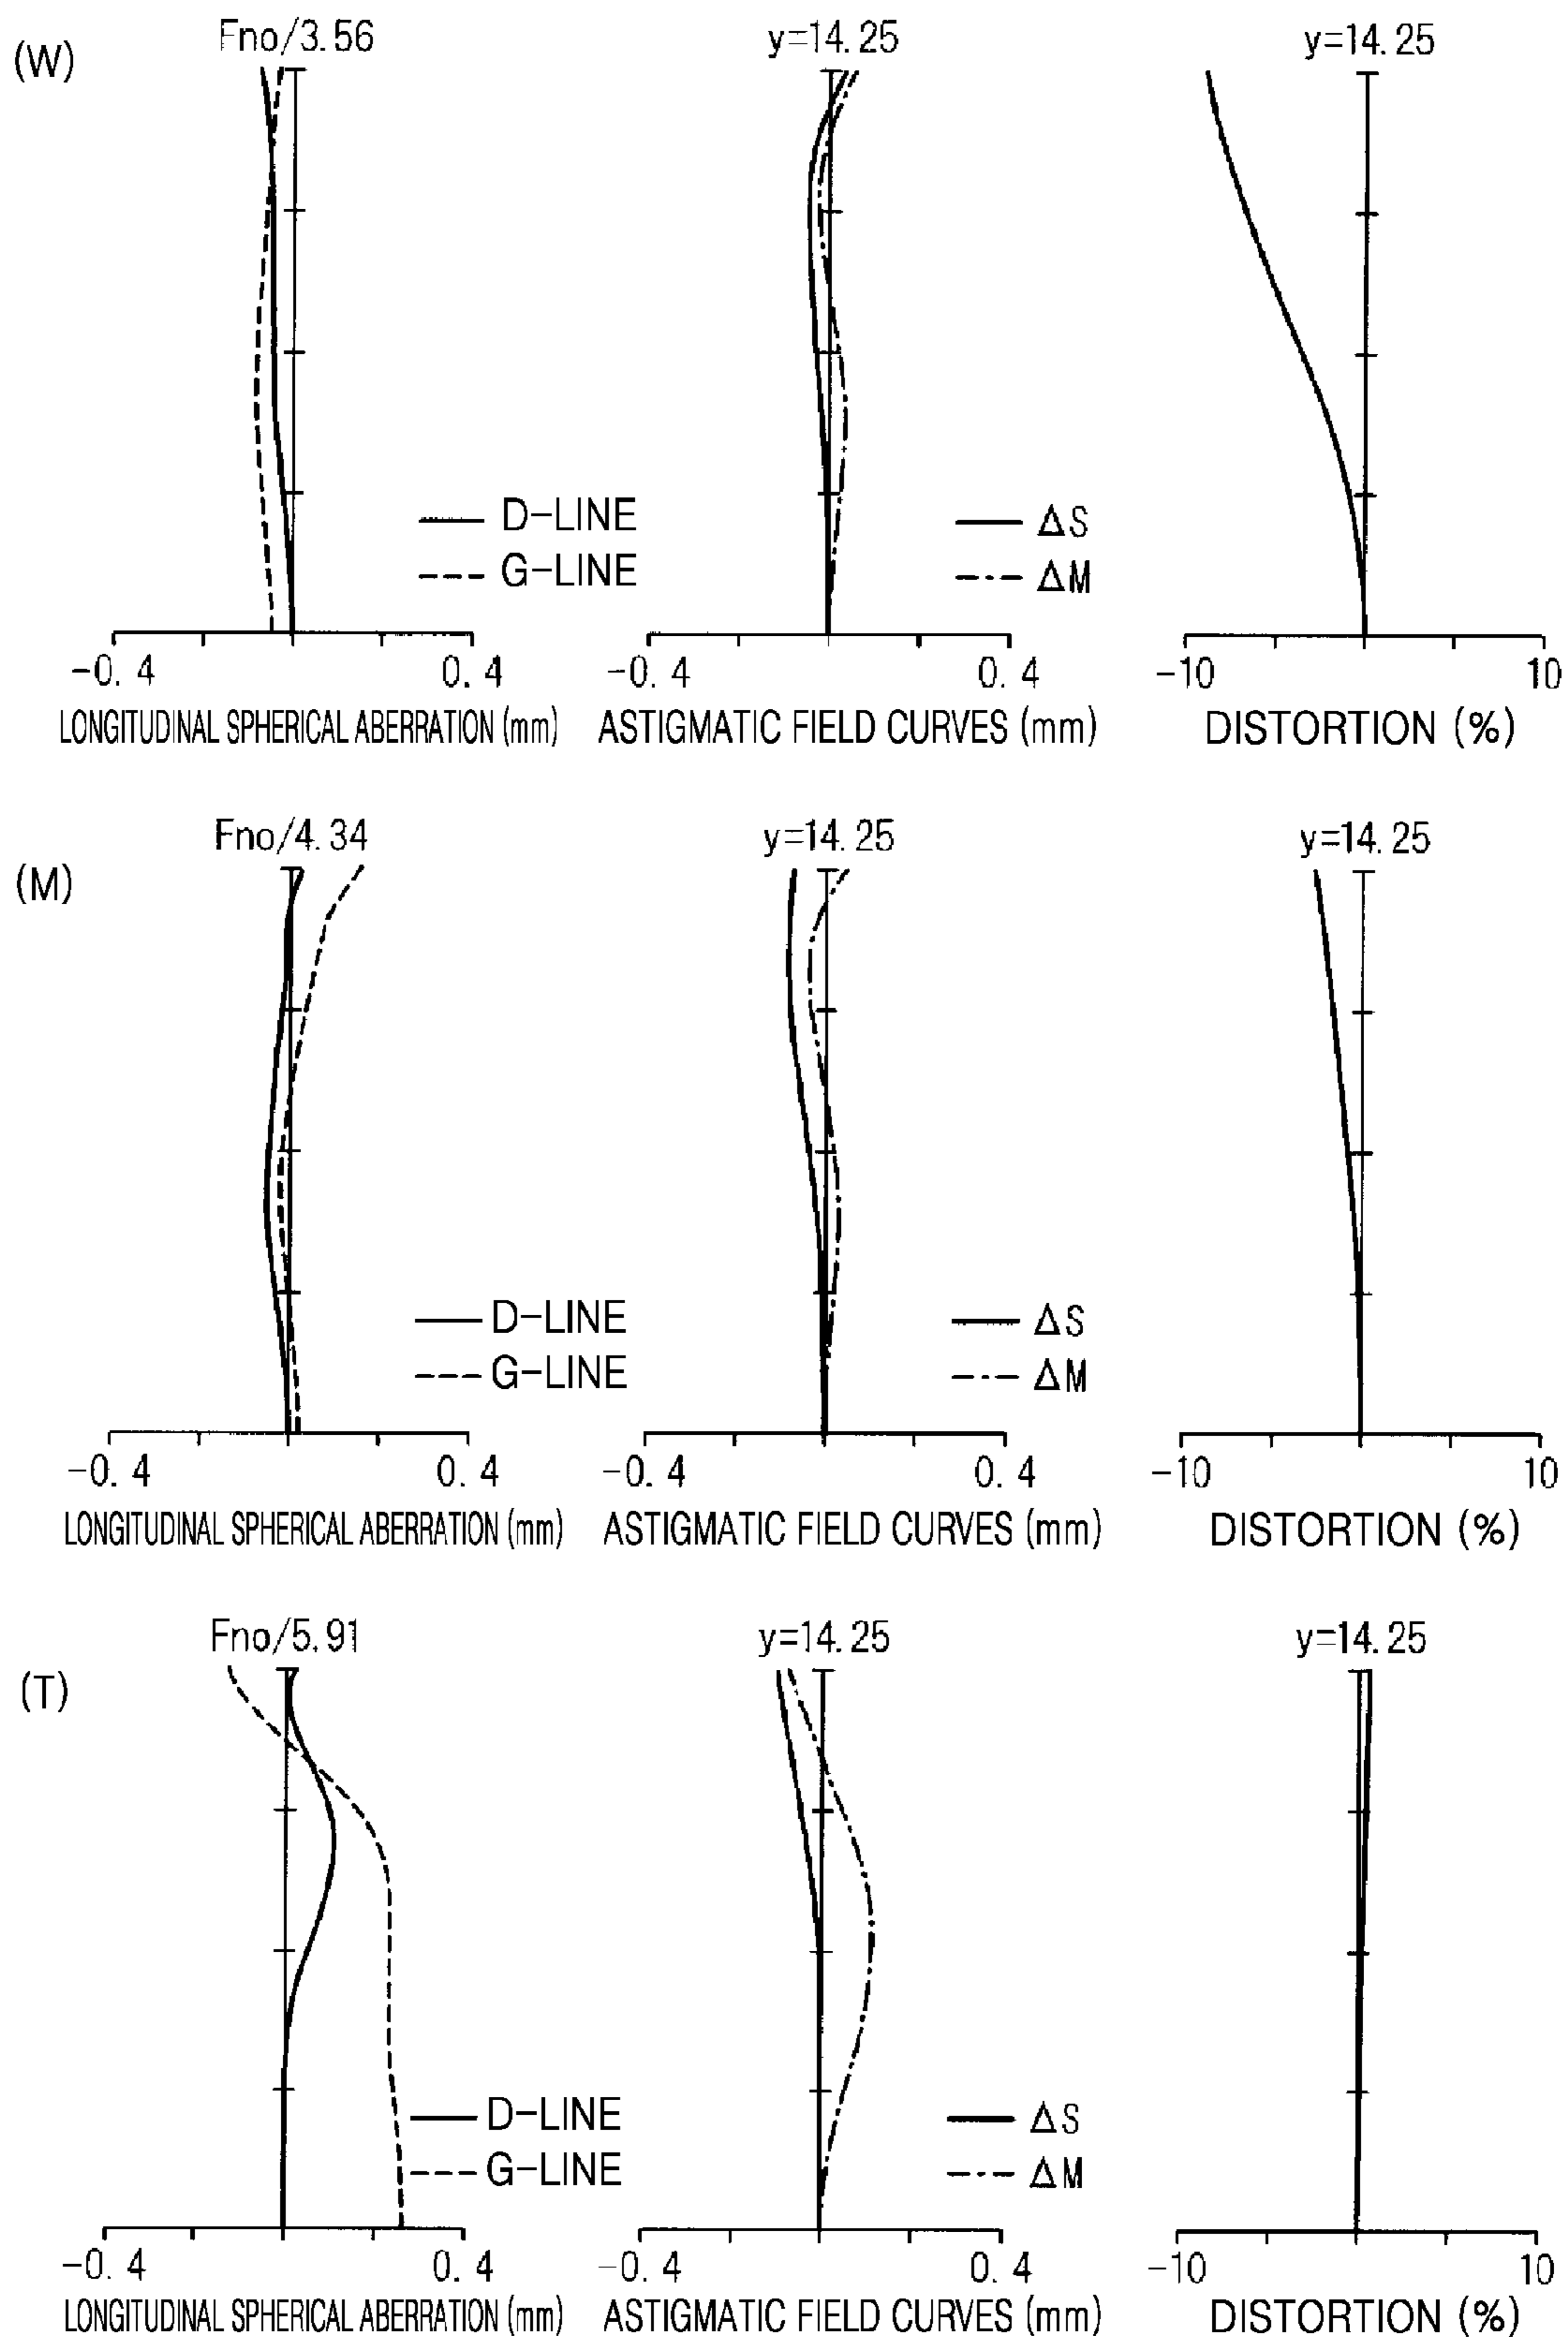 (W)
Fno/3.56
y=14.25
y=14.25
D-LINE
G-LINE
ΔS
ΔM
-0.4
0.4
-0.4
0.4
-10
10
LONGITUDINAL SPHERICAL ABERRATION (mm)
ASTIGMATIC FIELD CURVES (mm)
DISTORTION (%)
(M)
Fno/4.34
y=14.25
y=14.25
D-LINE
G-LINE
ΔS
ΔM
-0.4
0.4
-0.4
0.4
-10
10
LONGITUDINAL SPHERICAL ABERRATION (mm)
ASTIGMATIC FIELD CURVES (mm)
DISTORTION (%)
(T)
Fno/5.91
y=14.25
y=14.25
D-LINE
G-LINE
ΔS
ΔM
-0.4
0.4
-0.4
0.4
-10
10
LONGITUDINAL SPHERICAL ABERRATION (mm)
ASTIGMATIC FIELD CURVES (mm)
DISTORTION (%)